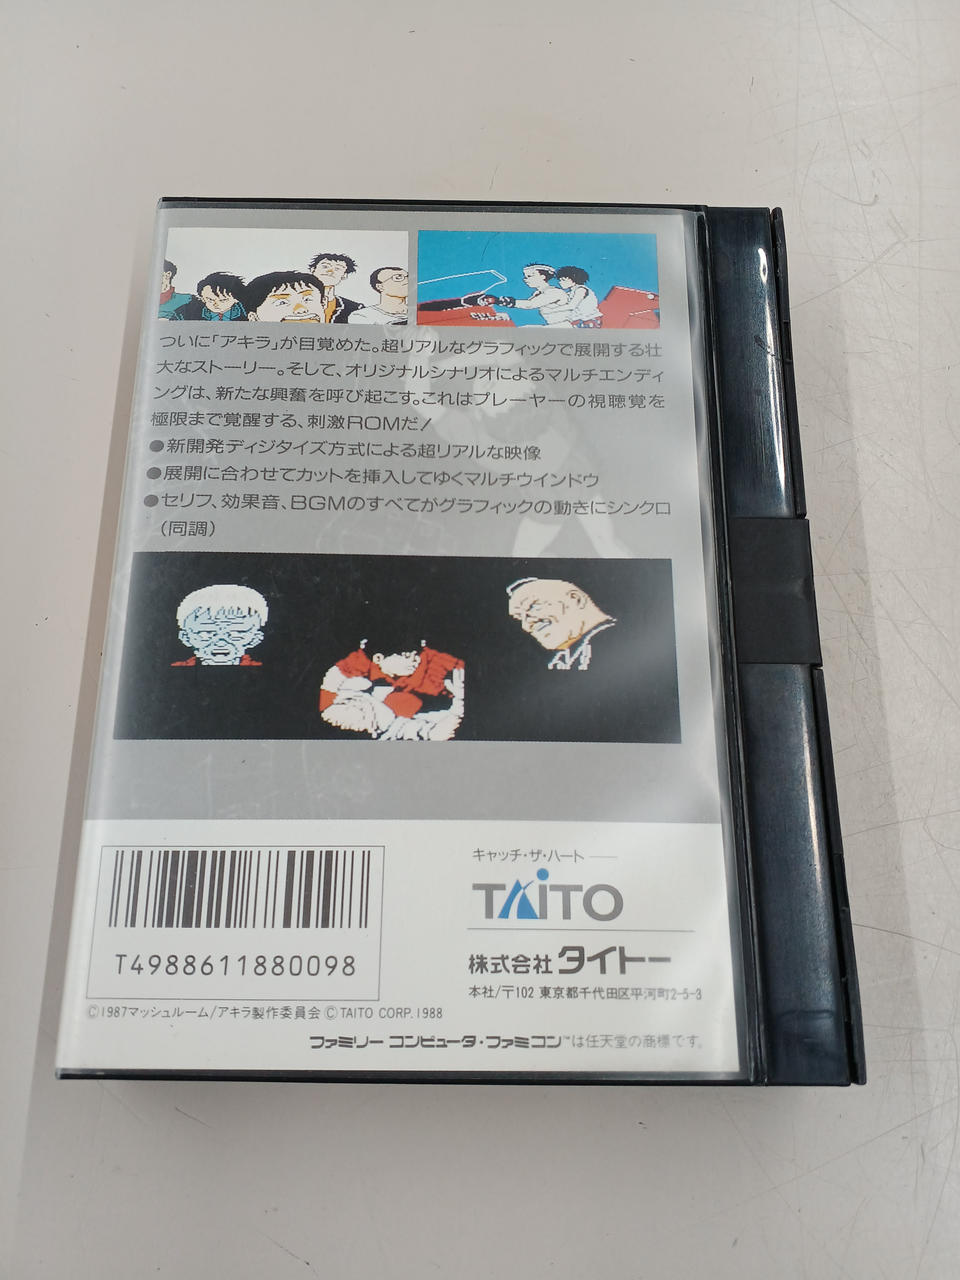 ついに「アキラ」が目覚めた。超リアルなグラフィックで展開する壮
大なストーリー。そして、オリジナルシナリオによるマルチエンディ
ングは、新たな興奮を呼び起こす。これはプレーヤーの視聴覚を
極限まで覚醒する、刺激ROMだ!
●新開発ディジタイズ方式による超リアルな映像
●展開に合わせてカットを挿入してゆくマルチウインドウ
●セリフ、効果音、BGMのすべてがグラフィックの動きにシンクロ
(同調)
T4988611880098
キャッチ・ザ・ハート
TAITO
株式会社 タイトー
本社/〒102 東京都千代田区平河町2-5-3
©1987マッシュルーム/アキラ製作委員会 © TAITO CORP. 1988
ファミリー コンピュータ・ファミコン™は任天堂の商標です。